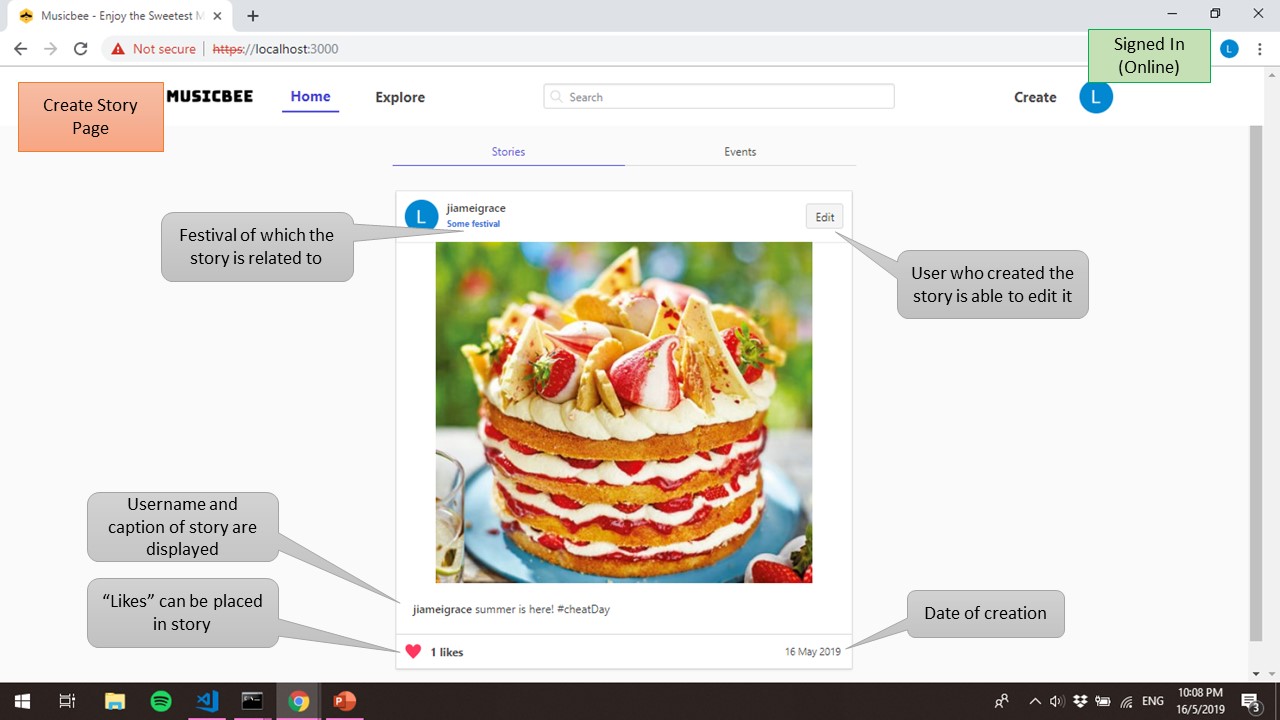 Musicbee - Enjoy the Sweetest M
Not secure
https://localhost:3000
L
Signed In
(Online)
Create Story
Page
MUSICBEE
Home
Explore
Search
Create
L
Stories
Events
L
jiameigrace
Some festival
Edit
Festival of which the
story is related to
User who created the
story is able to edit it
Username and
caption of story are
displayed
jiameigrace summer is here! #cheatDay
“Likes” can be placed
in story
Date of creation
1 likes
16 May 2019
ENG
10:08 PM
16/5/2019
3